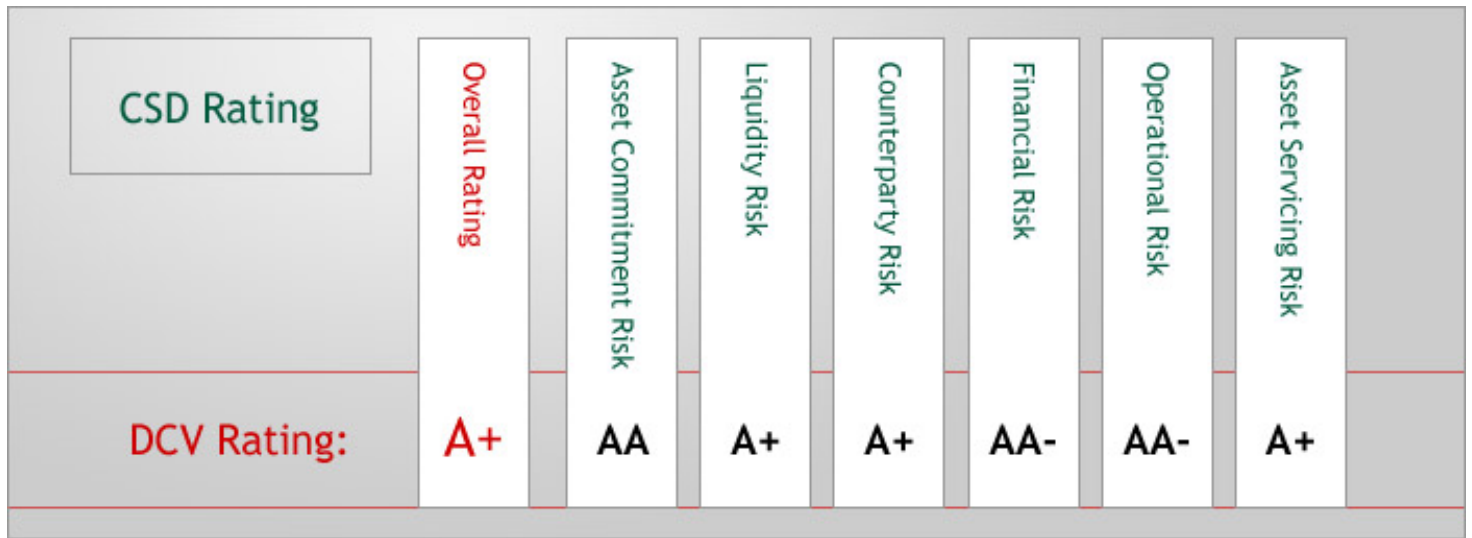 CSD Rating
Overall Rating
Asset Commitment Risk
Liquidity Risk
Counterparty Risk
Financial Risk
Operational Risk
Asset Servicing Risk
DCV Rating:
A+
AA
A+
A+
AA-
AA-
A+